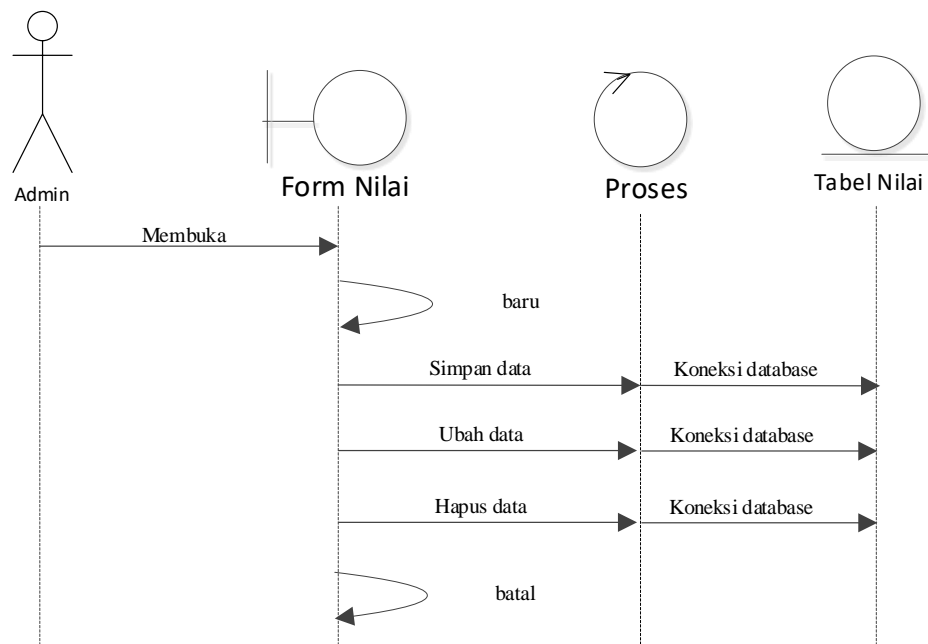 Admin
Form Nilai
Proses
Tabel Nilai
Membuka
baru
Simpan data
Koneksi database
Ubah data
Koneksi database
Hapus data
Koneksi database
batal